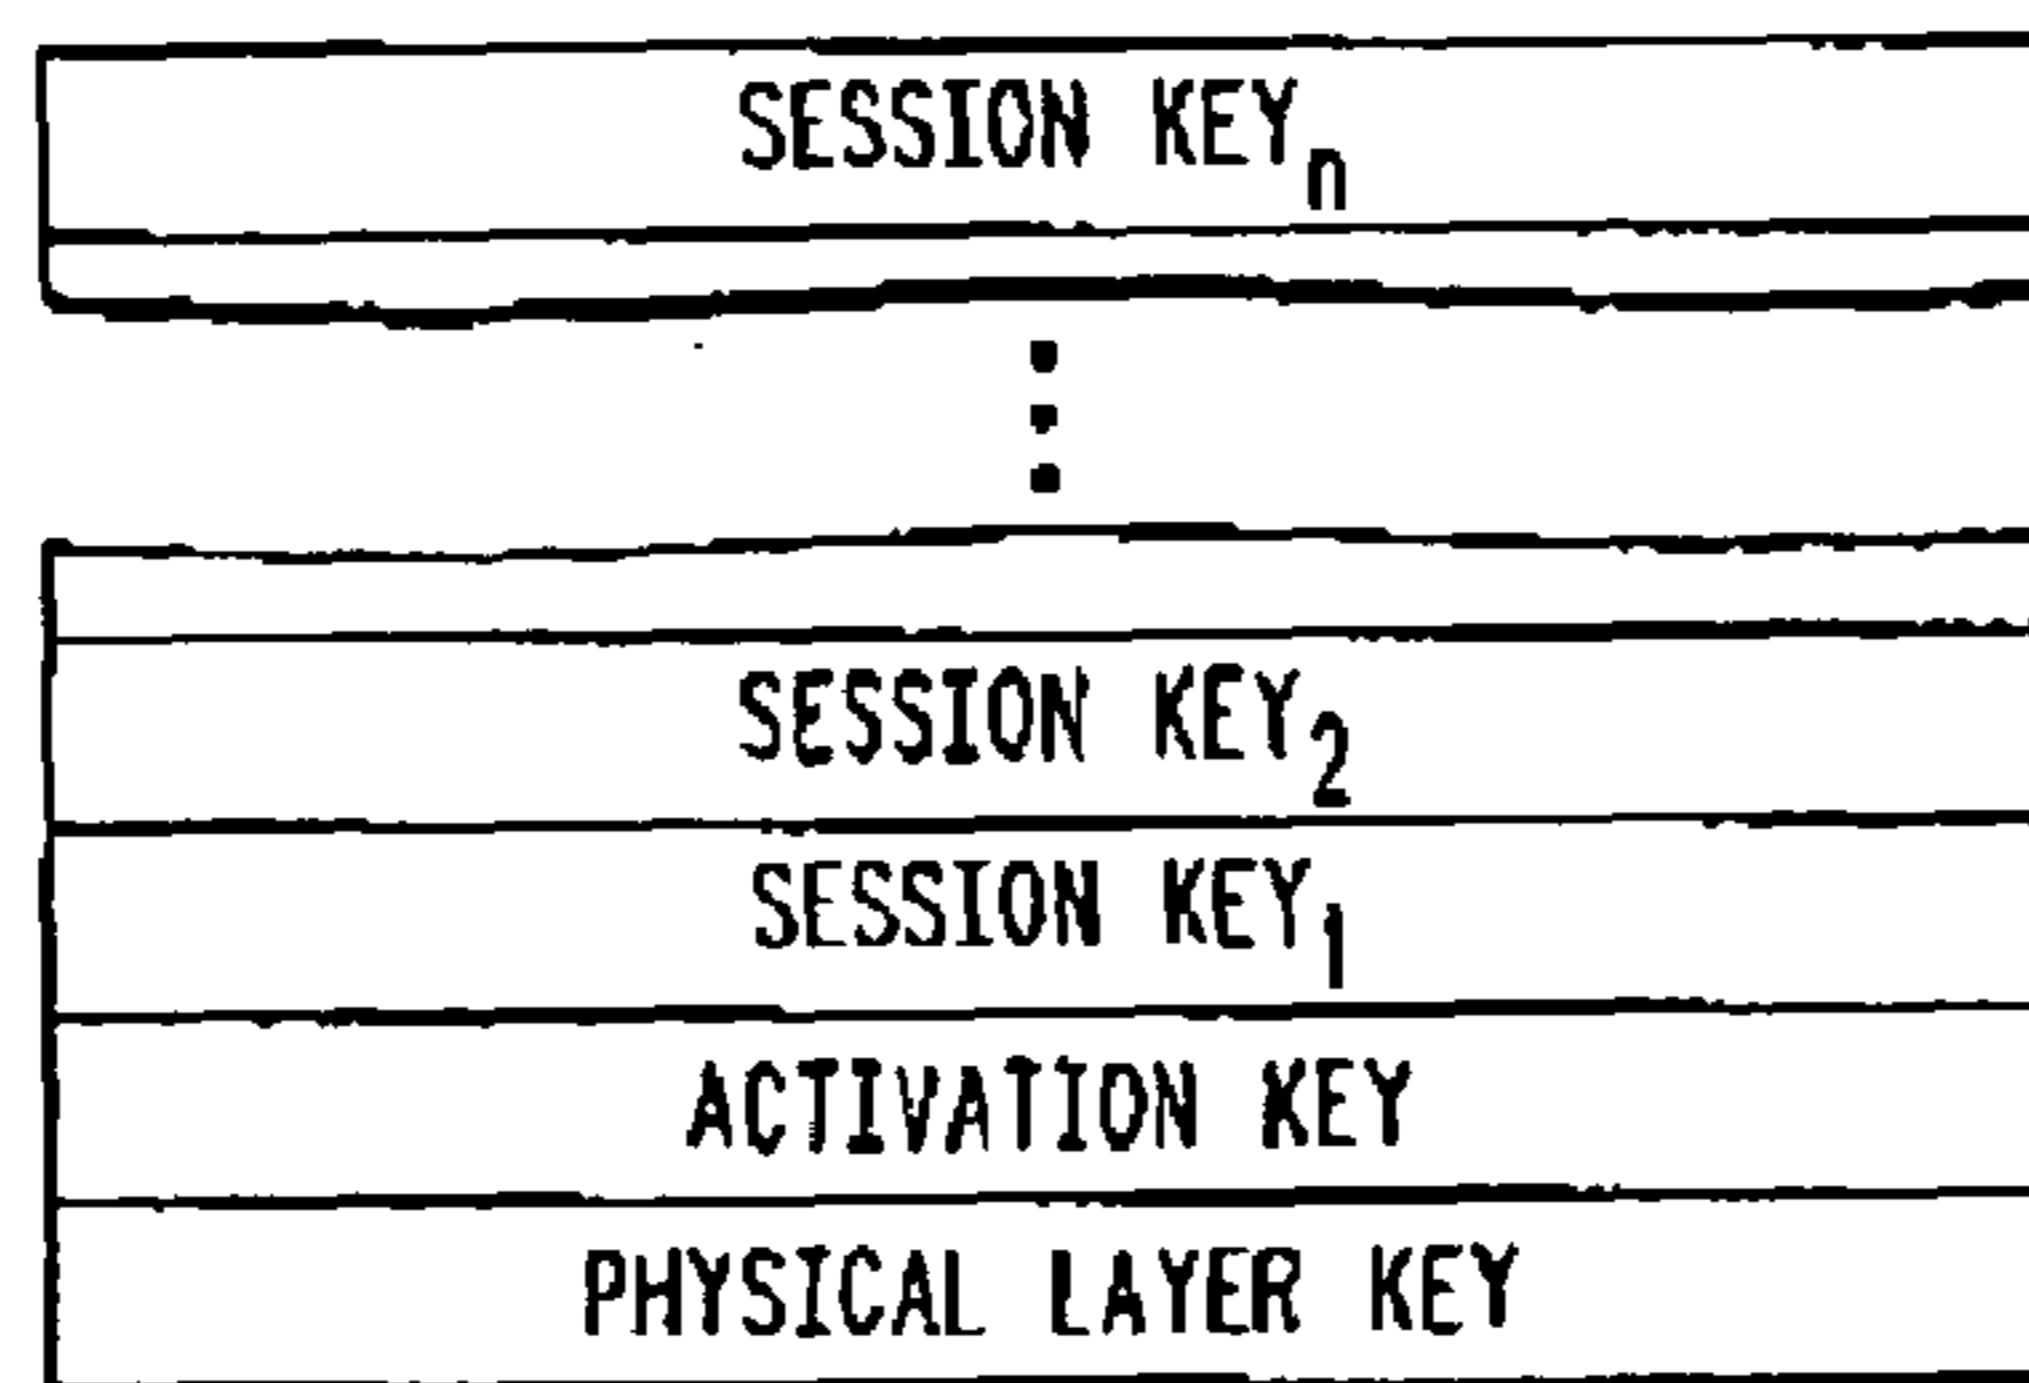 SESSION KEYn
SESSION KEY2
SESSION KEY1
ACTIVATION KEY
PHYSICAL LAYER KEY